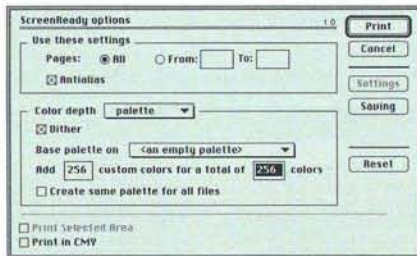 ScreenReady options 1.0
Use these settings
Pages: All From: To:
Antialias
Color depth palette
Dither
Base palette on <an empty palette>
Add 256 custom colors for a total of 256 colors
Create same palette for all files
Print Selected Area
Print in CMY
Print
Cancel
Settings
Saving
Reset